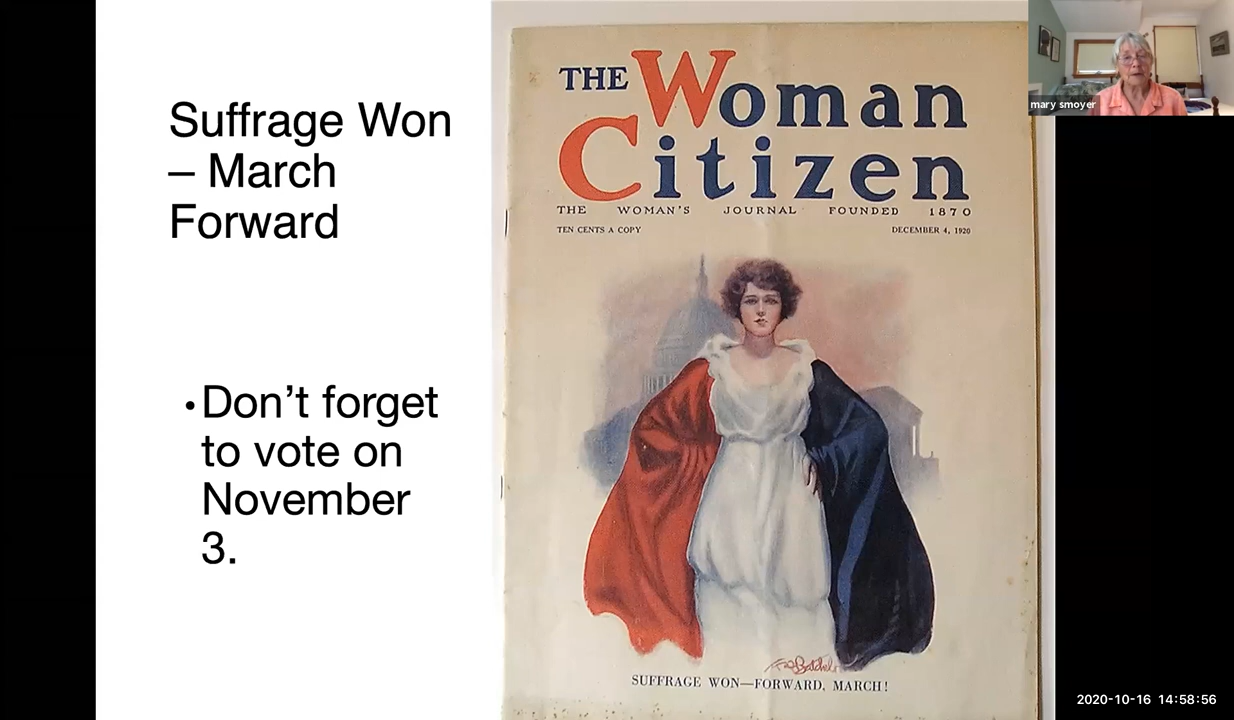 Suffrage Won
– March
Forward
•Don’t forget
to vote on
November
3.
THE Woman
Citizen
THE WOMAN'S JOURNAL FOUNDED 1870
TEN CENTS A COPY
DECEMBER 4, 1920
SUFFRAGE WON—FORWARD, MARCH!
mary smoyer
2020-10-16 14:58:56